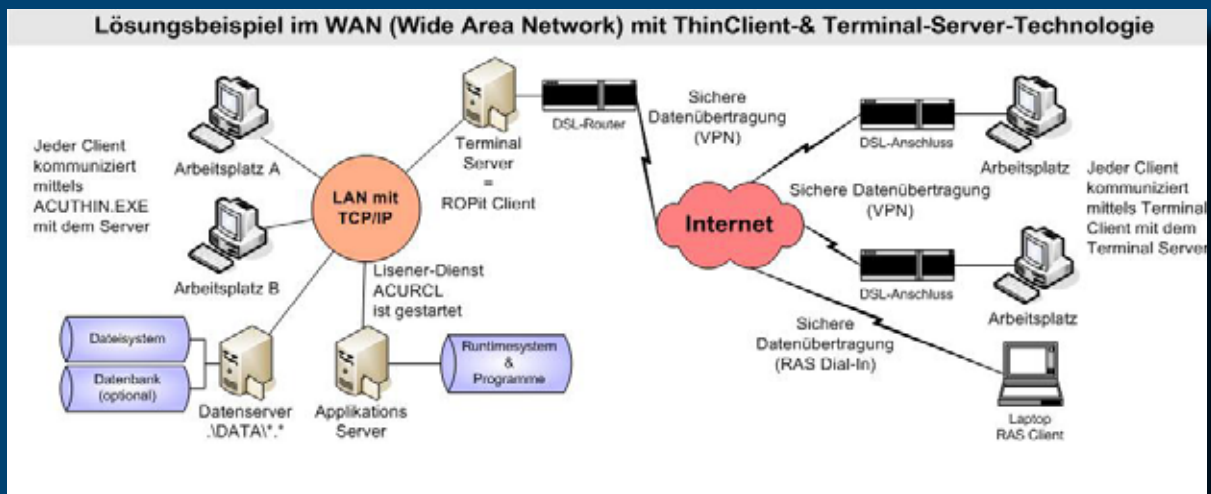 Lösungsbeispiel im WAN (Wide Area Network) mit ThinClient-& Terminal-Server-Technologie
Jeder Client
kommuniziert
mittels
ACUTHIN.EXE
mit dem Server
Arbeitsplatz A
Arbeitsplatz B
LAN mit
TCP/IP
Terminal
Server
=
ROPit Client
DSL-Router
Sichere
Datenübertragung
(VPN)
Internet
DSL-Anschluss
Arbeitsplatz
Sichere Datenübertragung
(VPN)
DSL-Anschluss
Arbeitsplatz
Jeder Client
kommuniziert
mittels Terminal
Client mit dem
Terminal Server
Sichere
Datenübertragung
(RAS Dial-In)
Laptop
RAS Client
Lisener-Dienst
ACURCL
ist gestartet
Dateisystem
Datenbank
(optional)
Datenserver
.\DATA\*.*
Applikations
Server
Runtimesystem
&
Programme